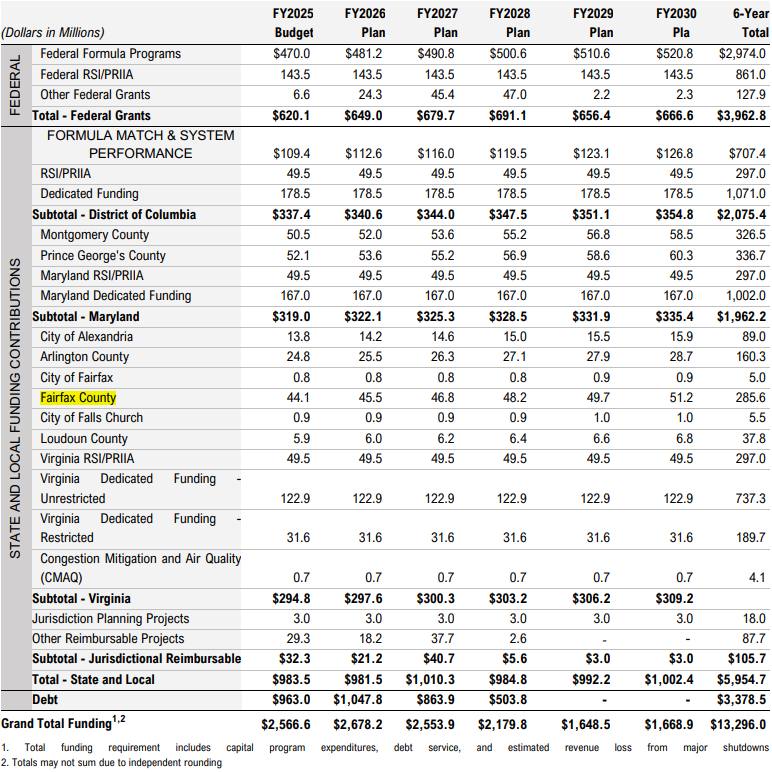 FY2025 FY2026 FY2027 FY2028 FY2029 FY2030 6-Year
(Dollars in Millions) Budget Plan Plan Plan Plan Pla Total
FEDERAL
Federal Formula Programs $470.0 $481.2 $490.8 $500.6 $510.6 $520.8 $2,974.0
Federal RSI/PRIIA 143.5 143.5 143.5 143.5 143.5 143.5 861.0
Other Federal Grants 6.6 24.3 45.4 47.0 2.2 2.3 127.9
Total - Federal Grants $620.1 $649.0 $679.7 $691.1 $656.4 $666.6 $3,962.8
STATE AND LOCAL FUNDING CONTRIBUTIONS
FORMULA MATCH & SYSTEM
PERFORMANCE $109.4 $112.6 $116.0 $119.5 $123.1 $126.8 $707.4
RSI/PRIIA 49.5 49.5 49.5 49.5 49.5 49.5 297.0
Dedicated Funding 178.5 178.5 178.5 178.5 178.5 178.5 1,071.0
Subtotal - District of Columbia $337.4 $340.6 $344.0 $347.5 $351.1 $354.8 $2,075.4
Montgomery County 50.5 52.0 53.6 55.2 56.8 58.5 326.5
Prince George's County 52.1 53.6 55.2 56.9 58.6 60.3 336.7
Maryland RSI/PRIIA 49.5 49.5 49.5 49.5 49.5 49.5 297.0
Maryland Dedicated Funding 167.0 167.0 167.0 167.0 167.0 167.0 1,002.0
Subtotal - Maryland $319.0 $322.1 $325.3 $328.5 $331.9 $335.4 $1,962.2
City of Alexandria 13.8 14.2 14.6 15.0 15.5 15.9 89.0
Arlington County 24.8 25.5 26.3 27.1 27.9 28.7 160.3
City of Fairfax 0.8 0.8 0.8 0.8 0.9 0.9 5.0
Fairfax County 44.1 45.5 46.8 48.2 49.7 51.2 285.6
City of Falls Church 0.9 0.9 0.9 0.9 1.0 1.0 5.5
Loudoun County 5.9 6.0 6.2 6.4 6.6 6.8 37.8
Virginia RSI/PRIIA 49.5 49.5 49.5 49.5 49.5 49.5 297.0
Virginia Dedicated Funding -
Unrestricted 122.9 122.9 122.9 122.9 122.9 122.9 737.3
Virginia Dedicated Funding -
Restricted 31.6 31.6 31.6 31.6 31.6 31.6 189.7
Congestion Mitigation and Air Quality
(CMAQ) 0.7 0.7 0.7 0.7 0.7 0.7 4.1
Subtotal - Virginia $294.8 $297.6 $300.3 $303.2 $306.2 $309.2
Jurisdiction Planning Projects 3.0 3.0 3.0 3.0 3.0 3.0 18.0
Other Reimbursable Projects 29.3 18.2 37.7 2.6 - - 87.7
Subtotal - Jurisdictional Reimbursable $32.3 $21.2 $40.7 $5.6 $3.0 $3.0 $105.7
Total - State and Local $983.5 $981.5 $1,010.3 $984.8 $992.2 $1,002.4 $5,954.7
Debt $963.0 $1,047.8 $863.9 $503.8 - - $3,378.5
Grand Total Funding1,2 $2,566.6 $2,678.2 $2,553.9 $2,179.8 $1,648.5 $1,668.9 $13,296.0
1. Total funding requirement includes capital program expenditures, debt service, and estimated revenue loss from major shutdowns
2. Totals may not sum due to independent rounding